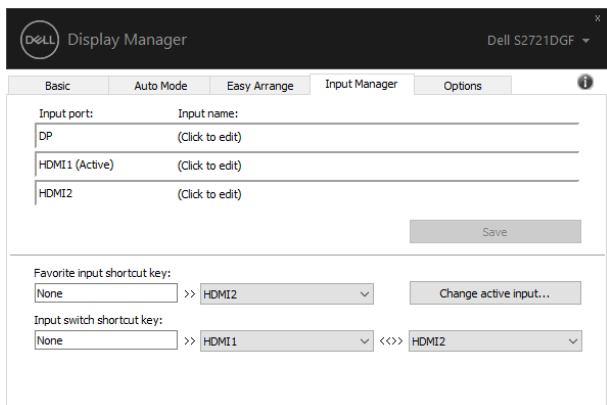 x
DELL Display Manager Dell S2721DGF
Basic Auto Mode Easy Arrange Input Manager Options i
Input port: Input name:
DP (Click to edit)
HDMI1 (Active) (Click to edit)
HDMI2 (Click to edit)
Save
Favorite input shortcut key:
None >> HDMI2 Change active input...
Input switch shortcut key:
None >> HDMI1 <<>> HDMI2